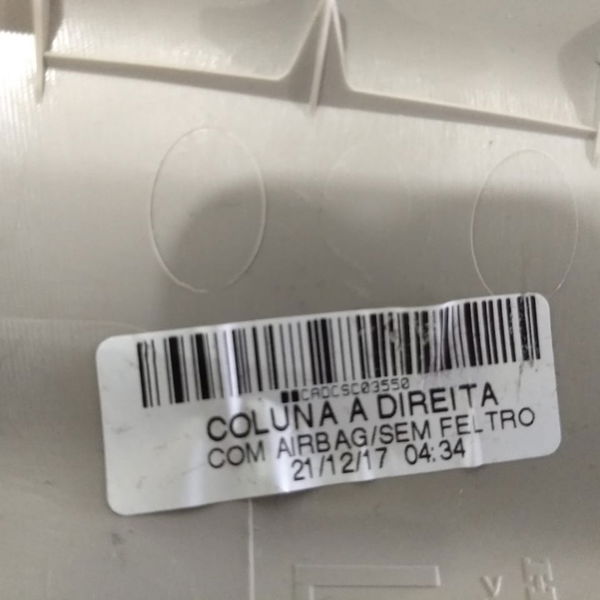 CADCSC03550
COLUNA A DIREITA
COM AIRBAG/SEM FELTRO
21/12/17 04:34
V